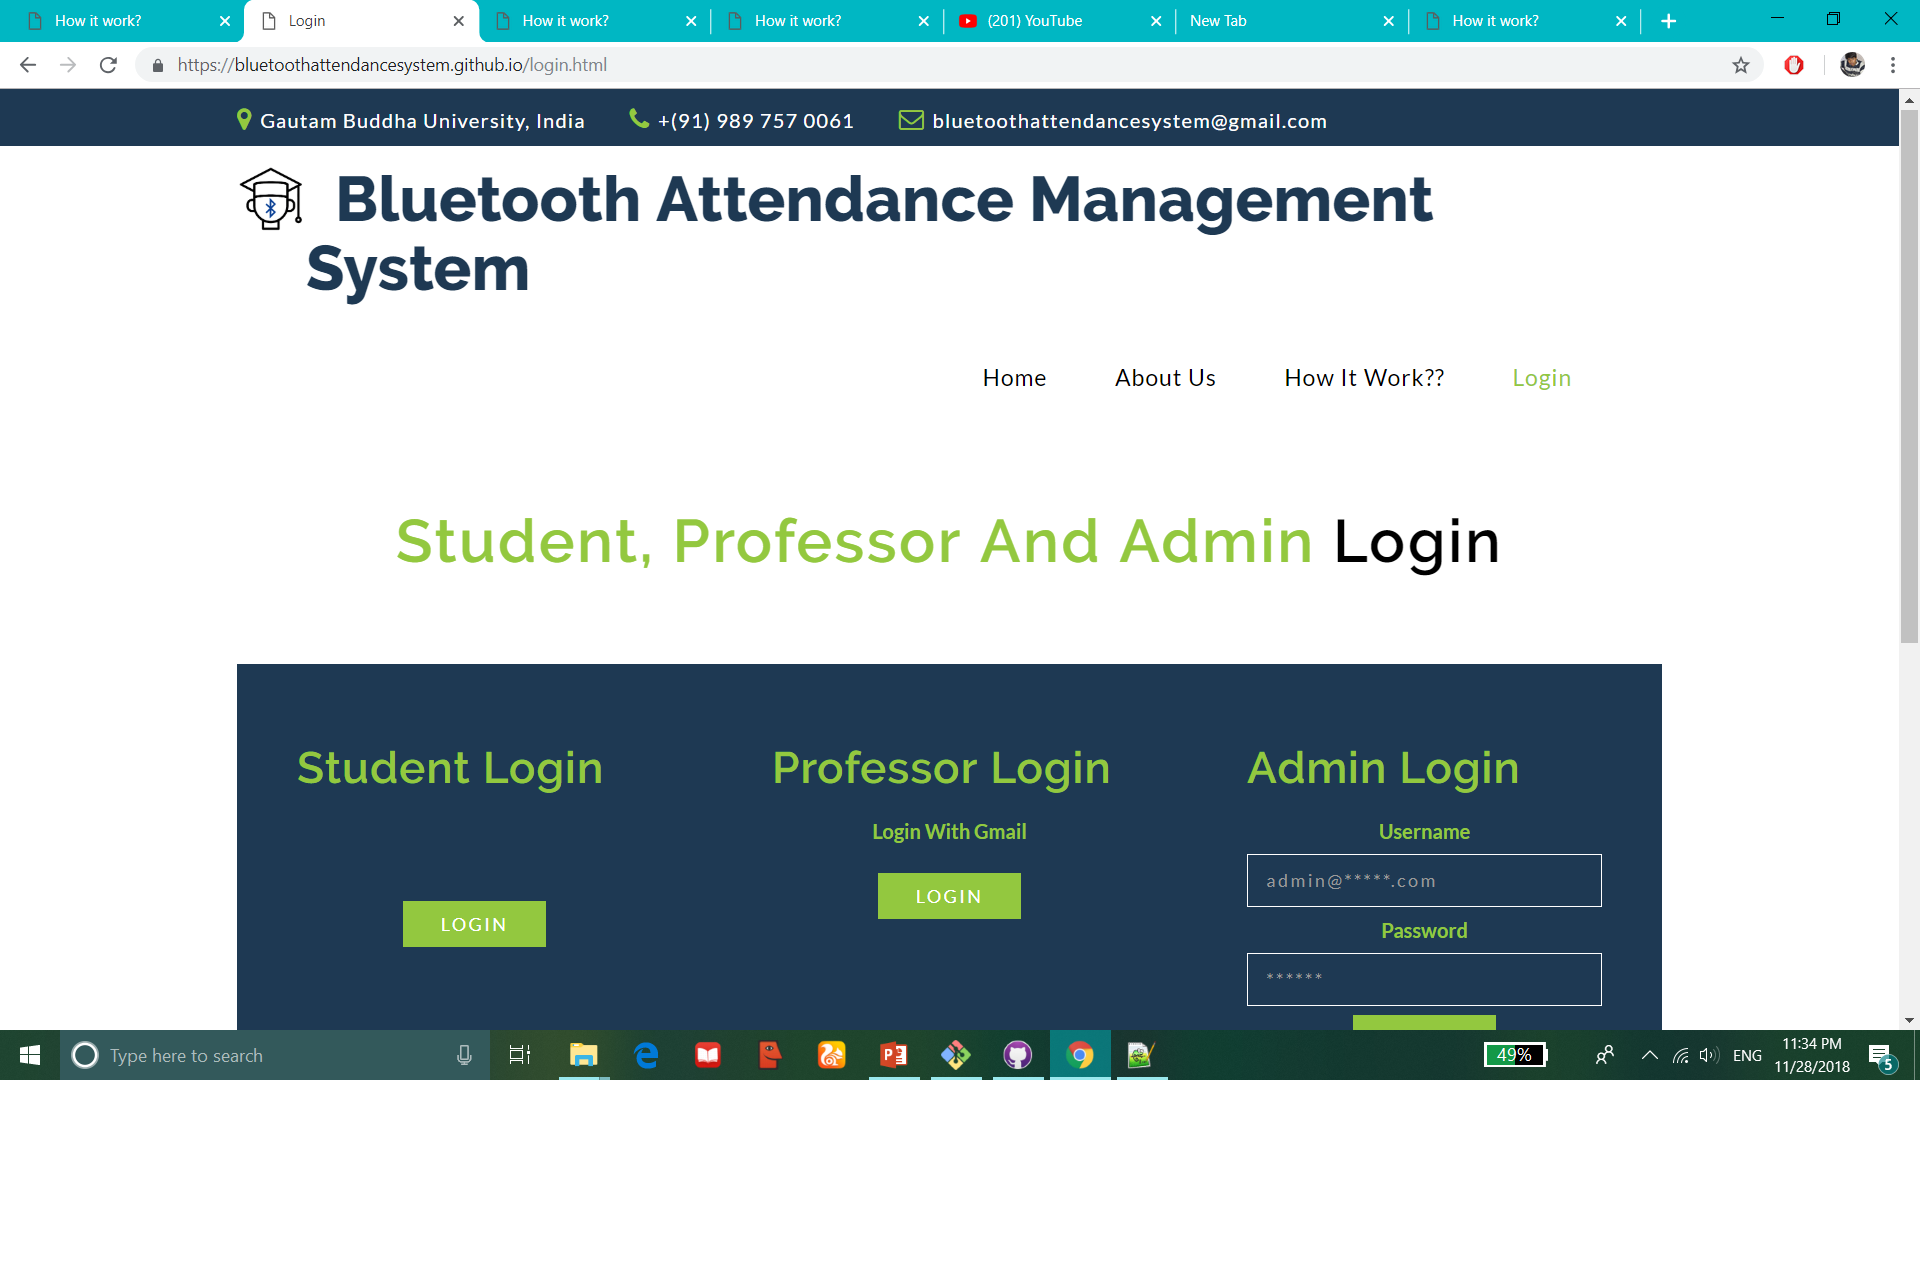 How it work?
Login
How it work?
How it work?
(201) YouTube
New Tab
How it work?
https://bluetoothattendancesystem.github.io/login.html
Gautam Buddha University, India
+(91) 989 757 0061
bluetoothattendancesystem@gmail.com
Bluetooth Attendance Management
System
Home
About Us
How It Work??
Login
Student, Professor And Admin Login
Student Login
LOGIN
Professor Login
Login With Gmail
LOGIN
Admin Login
Username
admin@*****.com
Password
******
Type here to search
49%
ENG
11:34 PM
11/28/2018
5